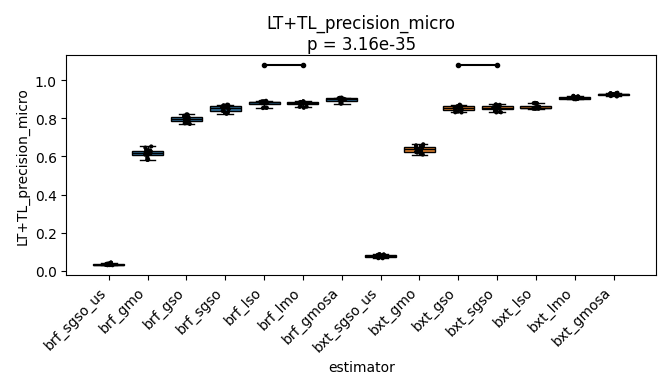 LT+TL_precision_micro
p = 3.16e-35
LT+TL_precision_micro
1.0
0.8
0.6
0.4
0.2
0.0
brf_sgso_us
brf_gmo
brf_gso
brf_sgso
brf_lso
brf_lmo
brf_gmosa
bxt_sgso_us
bxt_gmo
bxt_gso
bxt_sgso
bxt_lso
bxt_lmo
bxt_gmosa
estimator